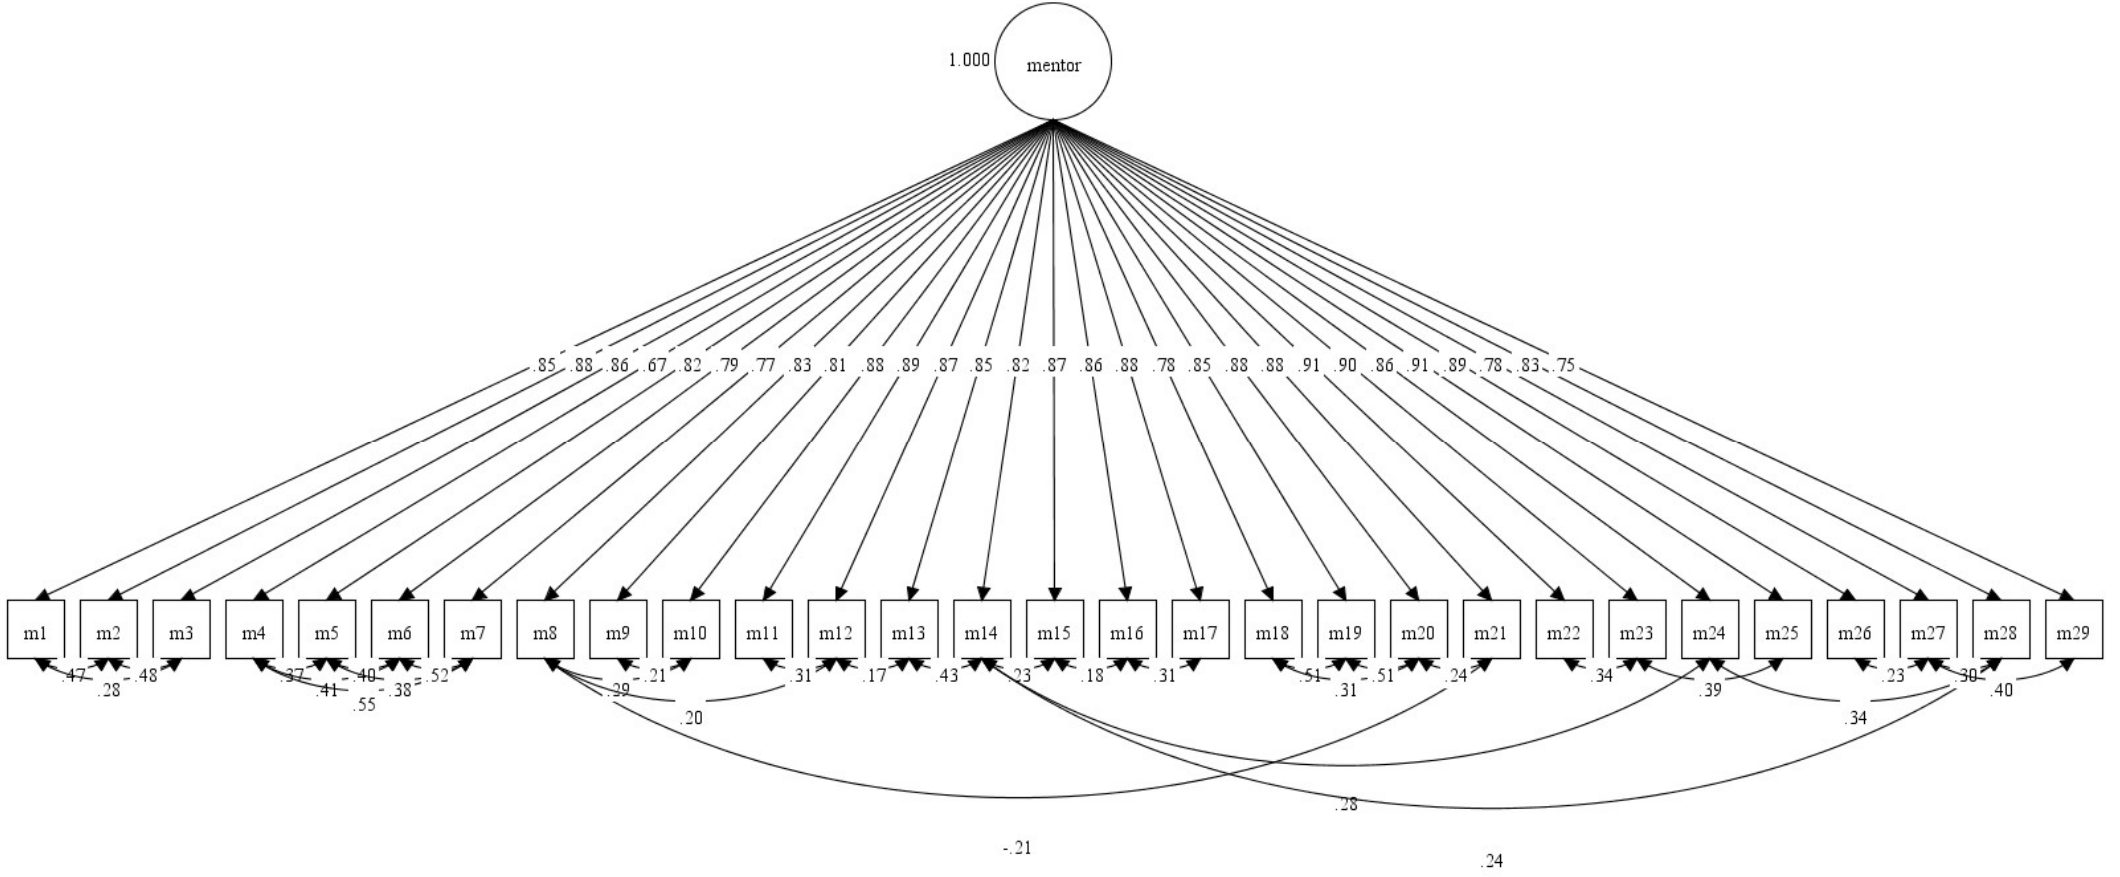 1.000 mentor
.85 .88 .86 .67 .82 .79 .77 .83 .81 .88 .89 .87 .85 .82 .87 .86 .88 .78 .85 .88 .88 .91 .90 .86 .91 .89 .78 .83 .75
m1 m2 m3 m4 m5 m6 m7 m8 m9 m10 m11 m12 m13 m14 m15 m16 m17 m18 m19 m20 m21 m22 m23 m24 m25 m26 m27 m28 m29
.47 .48 .37 .40 .52 .21 .31 .17 .43 .23 .18 .31 .51 .51 .24 .34 .23 .30
.28 .41 .38 .29 .31 .39 .40
.55 .20 .34
.28
-.21 .24